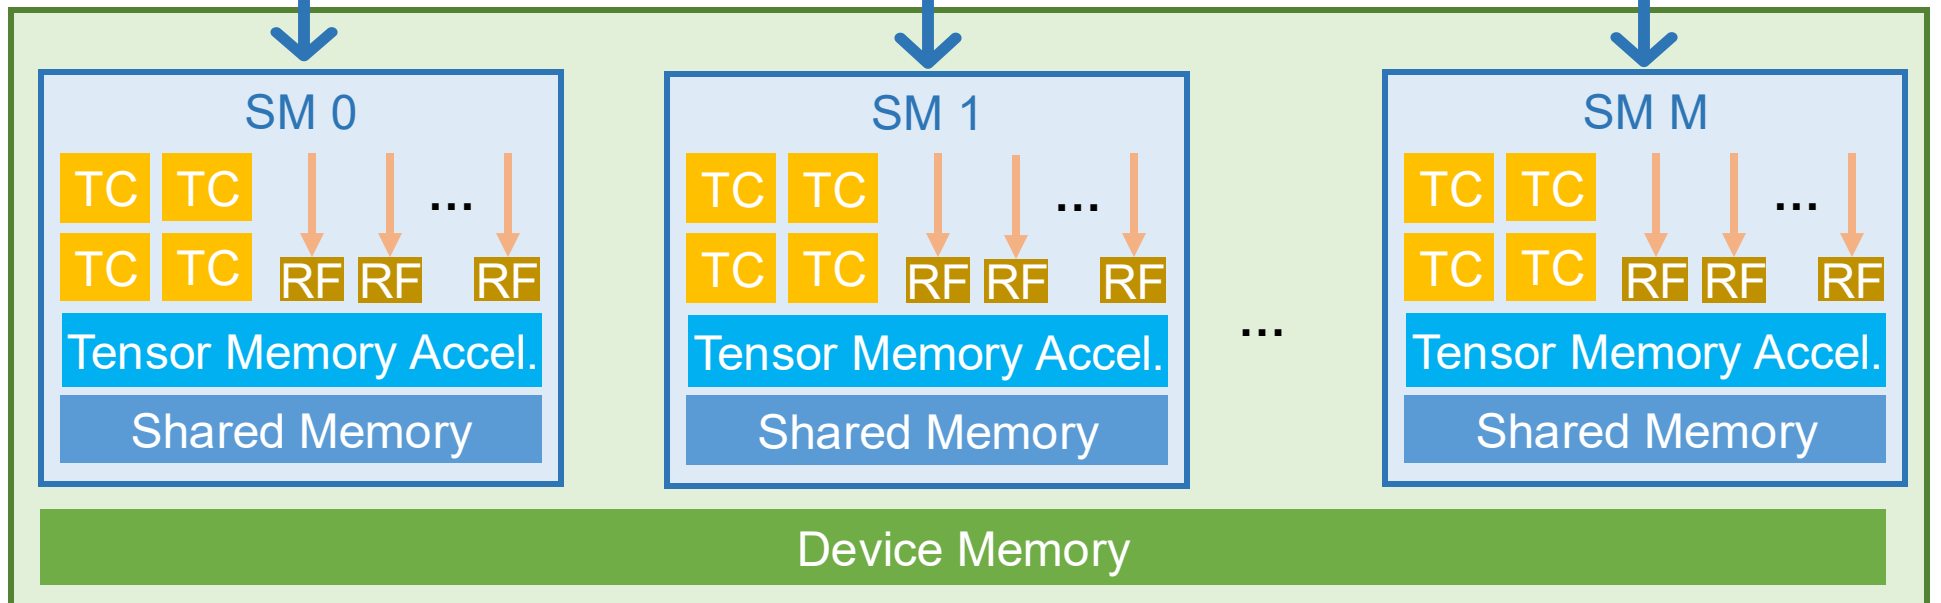 SM 0
TC TC
...
TC TC
RF RF RF
Tensor Memory Accel.
Shared Memory
SM 1
TC TC
...
TC TC
RF RF RF
Tensor Memory Accel.
Shared Memory
...
SM M
TC TC
...
TC TC
RF RF RF
Tensor Memory Accel.
Shared Memory
Device Memory